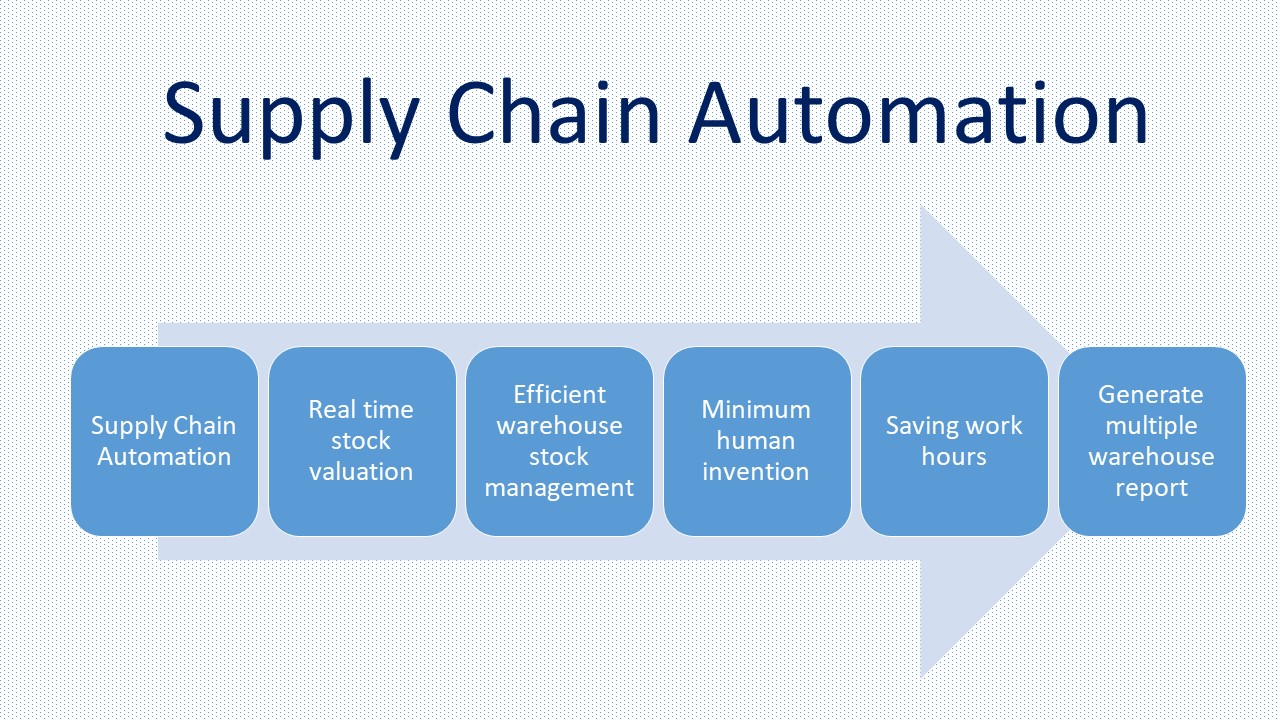 Supply Chain Automation
Supply Chain
Automation
Real time
stock
valuation
Efficient
warehouse
stock
management
Minimum
human
invention
Saving work
hours
Generate
multiple
warehouse
report